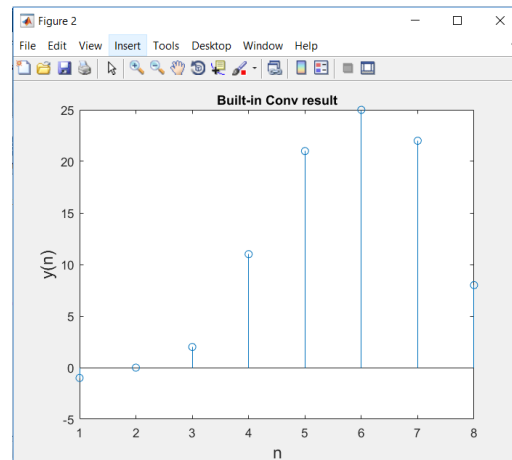 Figure 2
File Edit View Insert Tools Desktop Window Help
Built-in Conv result
25
20
15
10
5
0
-5
y(n)
1 2 3 4 5 6 7 8
n